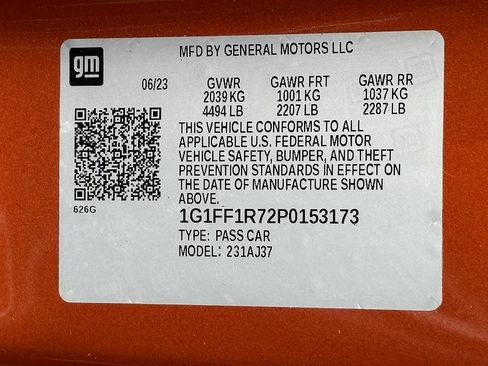 gm
MFD BY GENERAL MOTORS LLC
06/23 GVWR GAWR FRT GAWR RR
2039 KG 1001 KG 1037 KG
4494 LB 2207 LB 2287 LB
THIS VEHICLE CONFORMS TO ALL
APPLICABLE U.S. FEDERAL MOTOR
VEHICLE SAFETY, BUMPER, AND THEFT
PREVENTION STANDARDS IN EFFECT ON
THE DATE OF MANUFACTURE SHOWN
ABOVE.
626G
1G1FF1R72P0153173
TYPE: PASS CAR
MODEL: 231AJ37